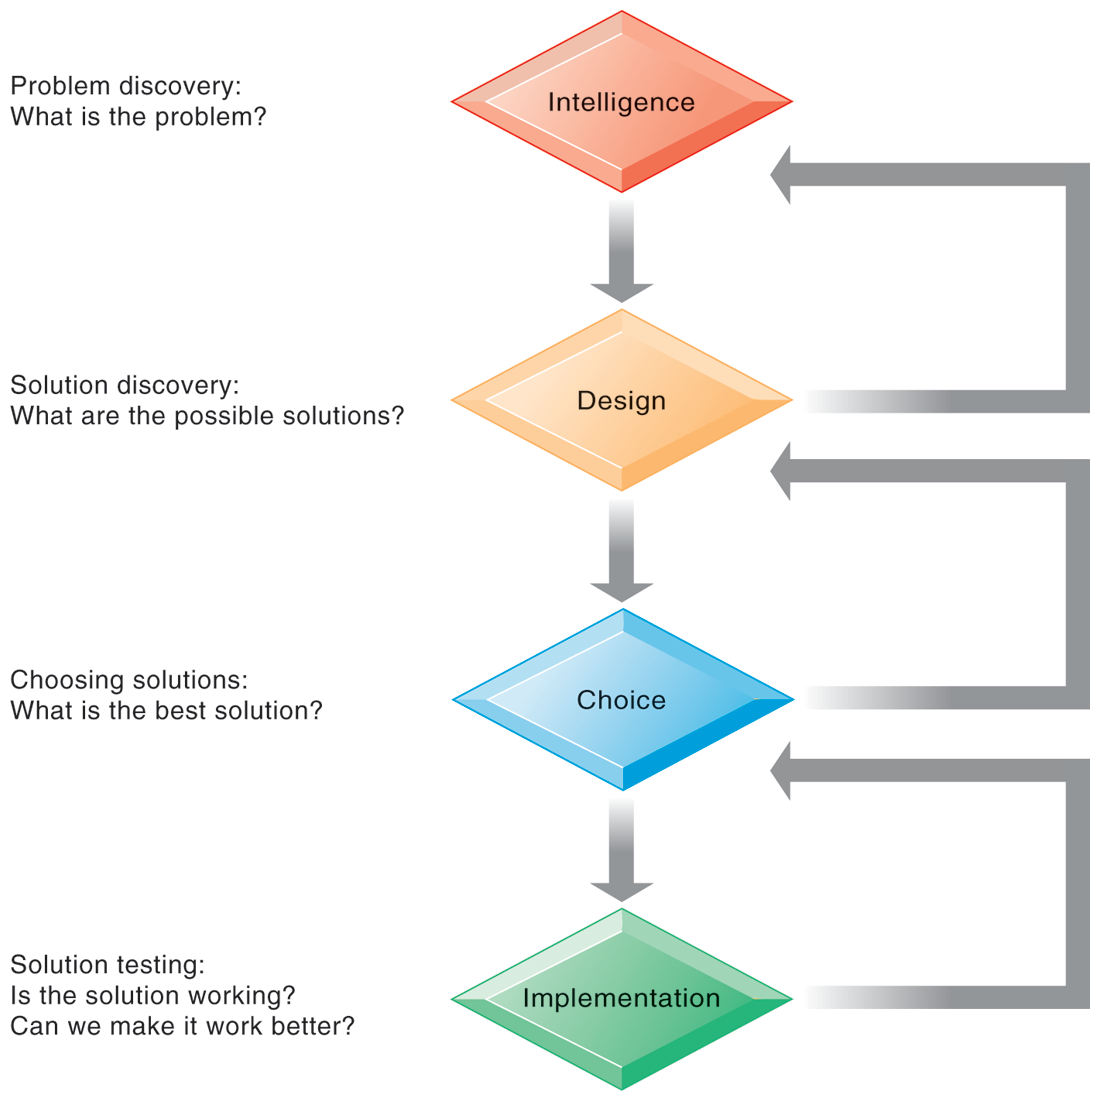 Problem discovery:
What is the problem?
Intelligence
Solution discovery:
What are the possible solutions?
Design
Choosing solutions:
What is the best solution?
Choice
Solution testing:
Is the solution working?
Can we make it work better?
Implementation